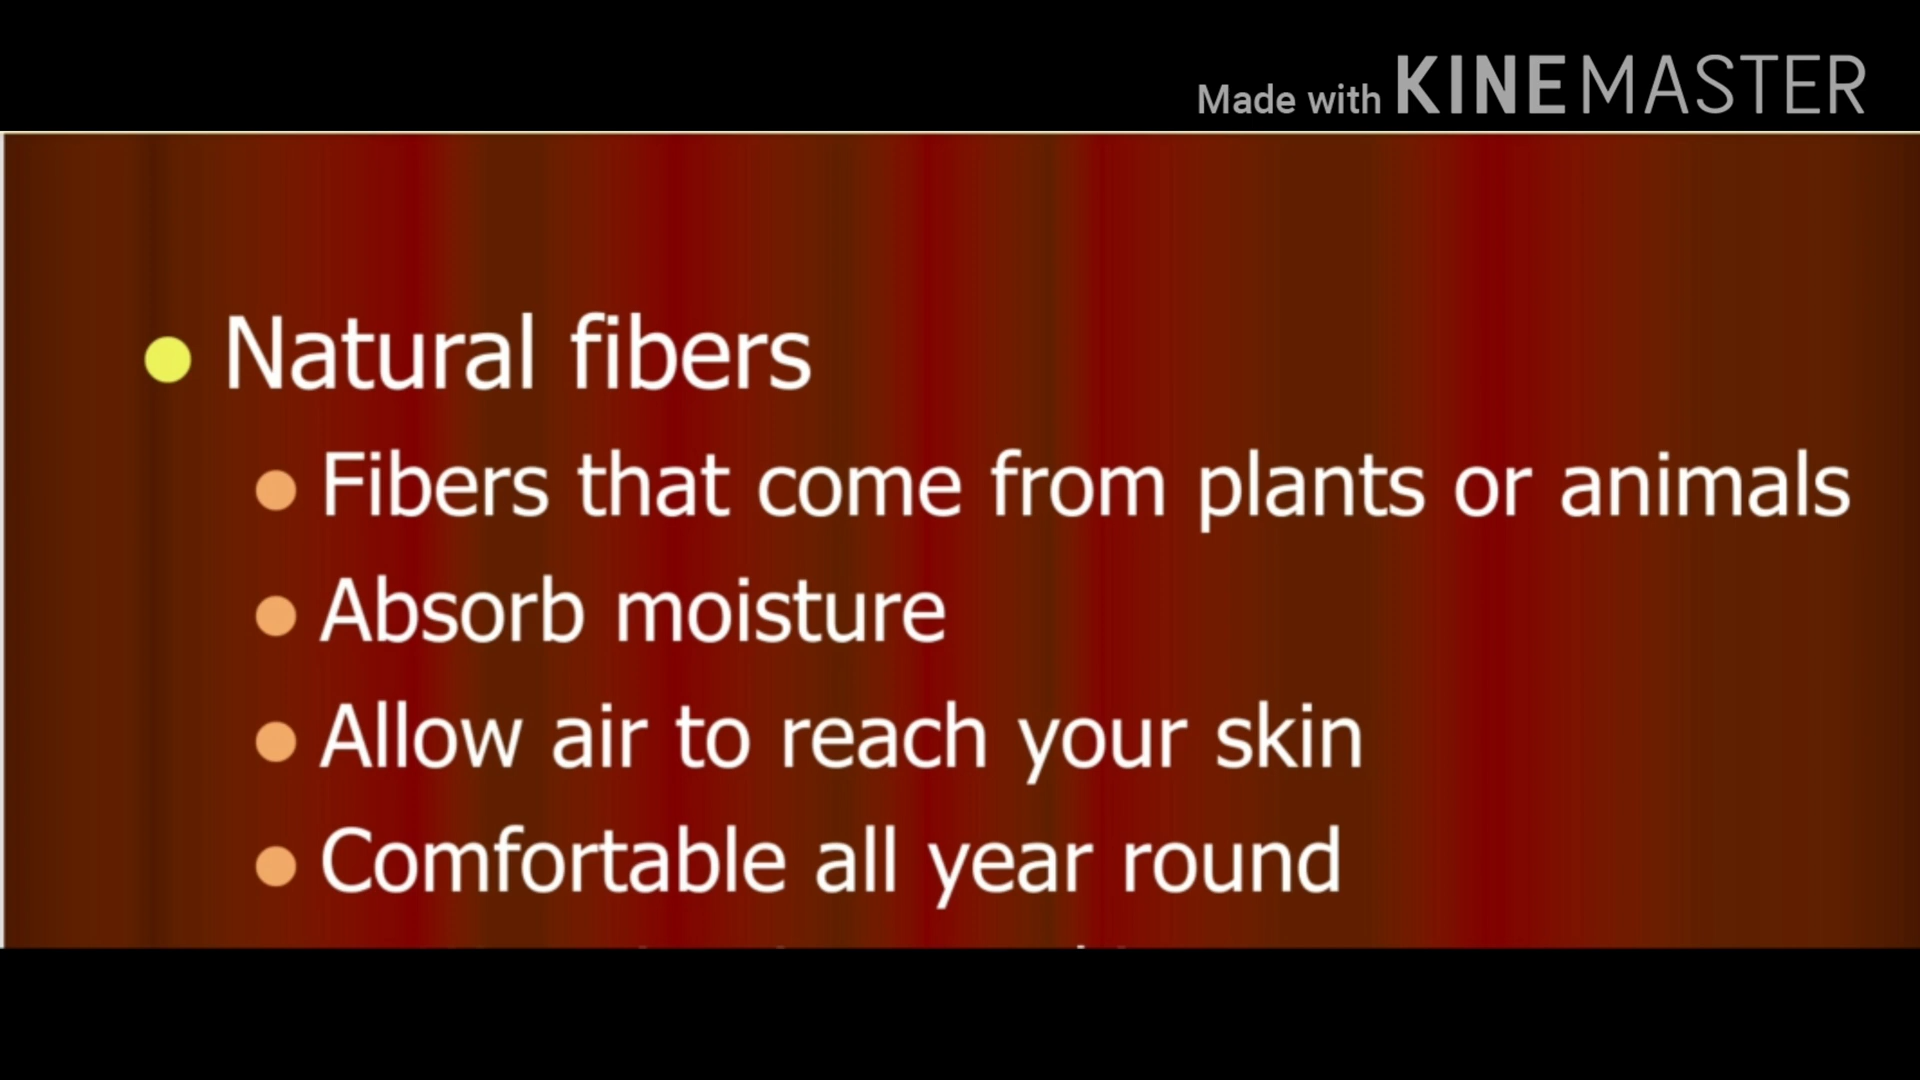 Made with KINEMASTER
Natural fibers
Fibers that come from plants or animals
Absorb moisture
Allow air to reach your skin
Comfortable all year round